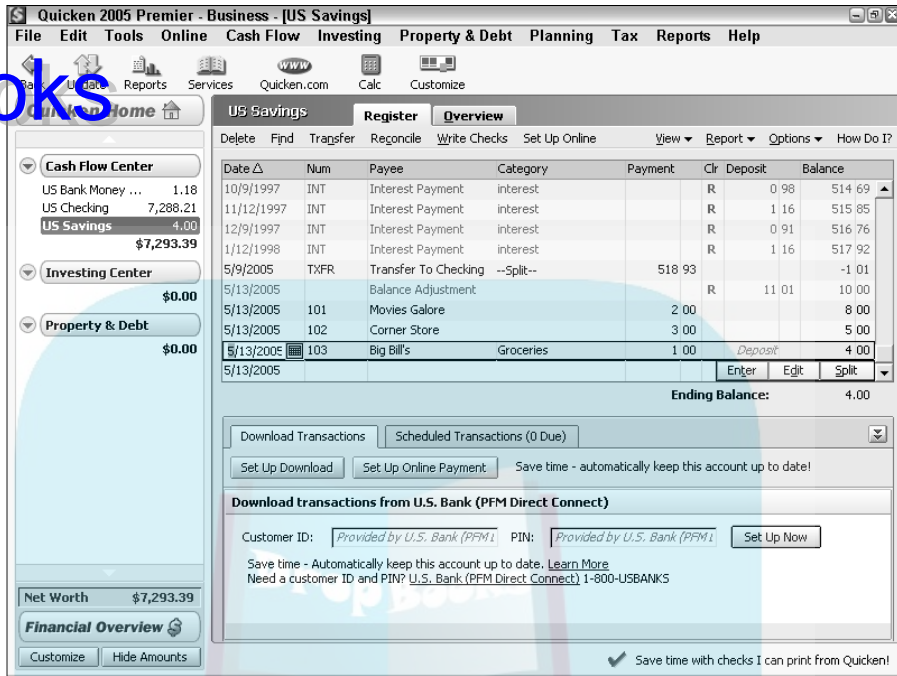 Quicken 2005 Premier - Business - [US Savings]
File Edit Tools Online Cash Flow Investing Property & Debt Planning Tax Reports Help
Back Update Reports Services Quicken.com Calc Customize
oks
Quicken Home
US Savings Register Overview
Delete Find Transfer Reconcile Write Checks Set Up Online View Report Options How Do I?
Cash Flow Center
US Bank Money ... 1.18
US Checking 7,288.21
US Savings 4.00
$7,293.39
Investing Center
$0.00
Property & Debt
$0.00
Date Num Payee Category Payment Clr Deposit Balance
10/9/1997 INT Interest Payment interest R 0 98 514 69
11/12/1997 INT Interest Payment interest R 1 16 515 85
12/9/1997 INT Interest Payment interest R 0 91 516 76
1/12/1998 INT Interest Payment interest R 1 16 517 92
5/9/2005 TXFR Transfer To Checking --Split-- 518 93 -1 01
5/13/2005 Balance Adjustment R 11 01 10 00
5/13/2005 101 Movies Galore 2 00 8 00
5/13/2005 102 Corner Store 3 00 5 00
5/13/2005 103 Big Bill's Groceries 1 00 Deposit 4 00
5/13/2005 Enter Edit Split
Ending Balance: 4.00
Download Transactions Scheduled Transactions (0 Due)
Set Up Download Set Up Online Payment Save time - automatically keep this account up to date!
Download transactions from U.S. Bank (PFM Direct Connect)
Customer ID: Provided by U.S. Bank (PFM PIN: Provided by U.S. Bank (PFM Set Up Now
Save time - Automatically keep this account up to date. Learn More
Need a customer ID and PIN? U.S. Bank (PFM Direct Connect) 1-800-USBANKS
Net Worth $7,293.39
Financial Overview
Customize Hide Amounts
Save time with checks I can print from Quicken!